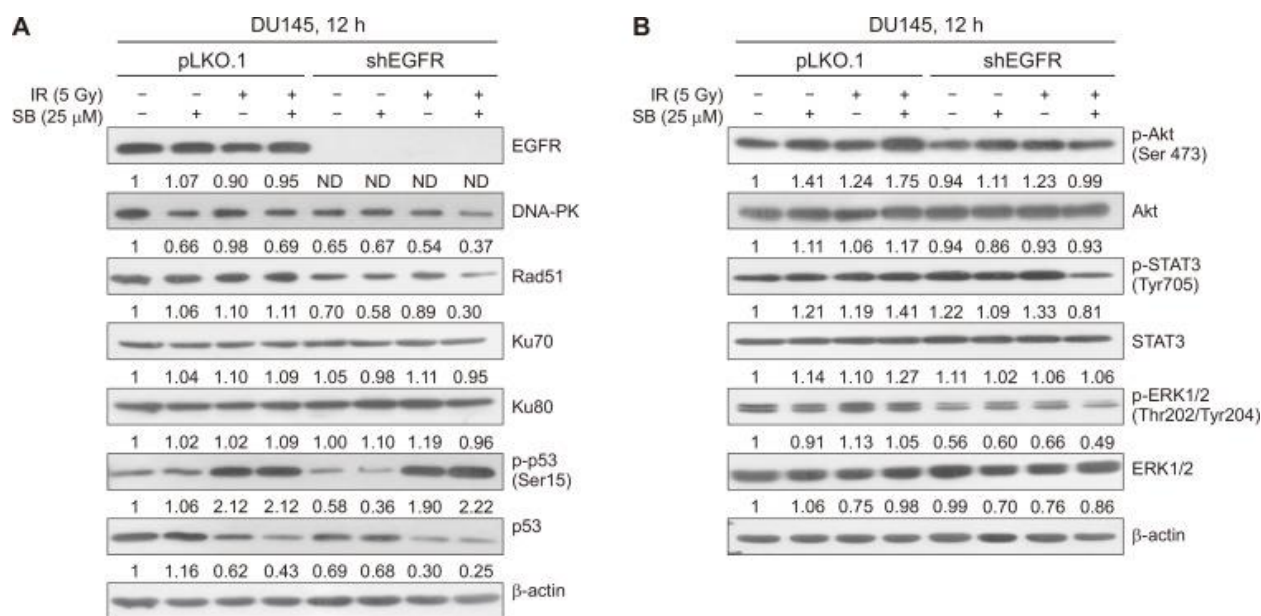 A
DU145, 12 h
pLKO.1 shEGFR
IR (5 Gy) – – + + – – + +
SB (25 μM) – + – + – + – +
EGFR
1 1.07 0.90 0.95 ND ND ND ND
DNA-PK
1 0.66 0.98 0.69 0.65 0.67 0.54 0.37
Rad51
1 1.06 1.10 1.11 0.70 0.58 0.89 0.30
Ku70
1 1.04 1.10 1.09 1.05 0.98 1.11 0.95
Ku80
1 1.02 1.02 1.09 1.00 1.10 1.19 0.96
p-p53
(Ser15)
1 1.06 2.12 2.12 0.58 0.36 1.90 2.22
p53
1 1.16 0.62 0.43 0.69 0.68 0.30 0.25
β-actin
B
DU145, 12 h
pLKO.1 shEGFR
IR (5 Gy) – – + + – – + +
SB (25 μM) – + – + – + – +
p-Akt
(Ser 473)
1 1.41 1.24 1.75 0.94 1.11 1.23 0.99
Akt
1 1.11 1.06 1.17 0.94 0.86 0.93 0.93
p-STAT3
(Tyr705)
1 1.21 1.19 1.41 1.22 1.09 1.33 0.81
STAT3
1 1.14 1.10 1.27 1.11 1.02 1.06 1.06
p-ERK1/2
(Thr202/Tyr204)
1 0.91 1.13 1.05 0.56 0.60 0.66 0.49
ERK1/2
1 1.06 0.75 0.98 0.99 0.70 0.76 0.86
β-actin